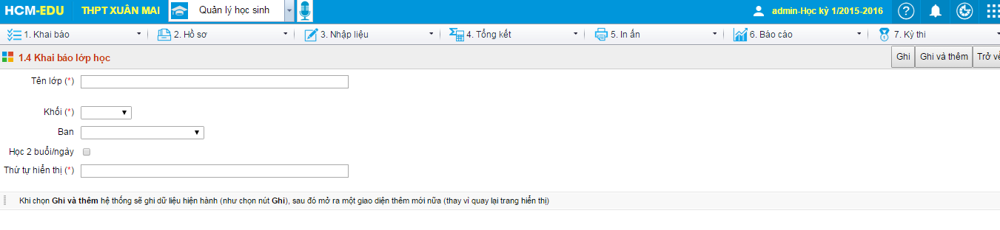 HCM-EDU THPT XUÂN MAI Quản lý học sinh admin-Học kỳ 1/2015-2016 ?
1. Khai báo 2. Hồ sơ 3. Nhập liệu 4. Tổng kết 5. In ấn 6. Báo cáo 7. Kỳ thi
1.4 Khai báo lớp học Ghi Ghi và thêm Trở về
Tên lớp (*)
Khối (*)
Ban
Học 2 buổi/ngày
Thứ tự hiển thị (*)
Khi chọn Ghi và thêm hệ thống sẽ ghi dữ liệu hiện hành (như chọn nút Ghi), sau đó mở ra một giao diện thêm mới nữa (thay vì quay lại trang hiển thị)